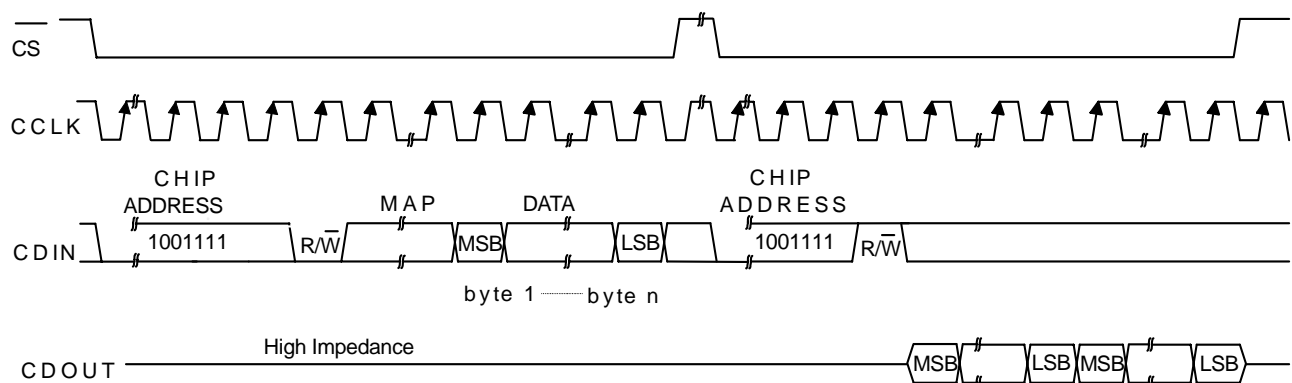 CS
CCLK
CHIP
ADDRESS
MAP
DATA
CHIP
ADDRESS
CDIN
1001111
R/W
MSB
LSB
1001111
R/W
byte 1
byte n
High Impedance
CDOUT
MSB
LSB
MSB
LSB